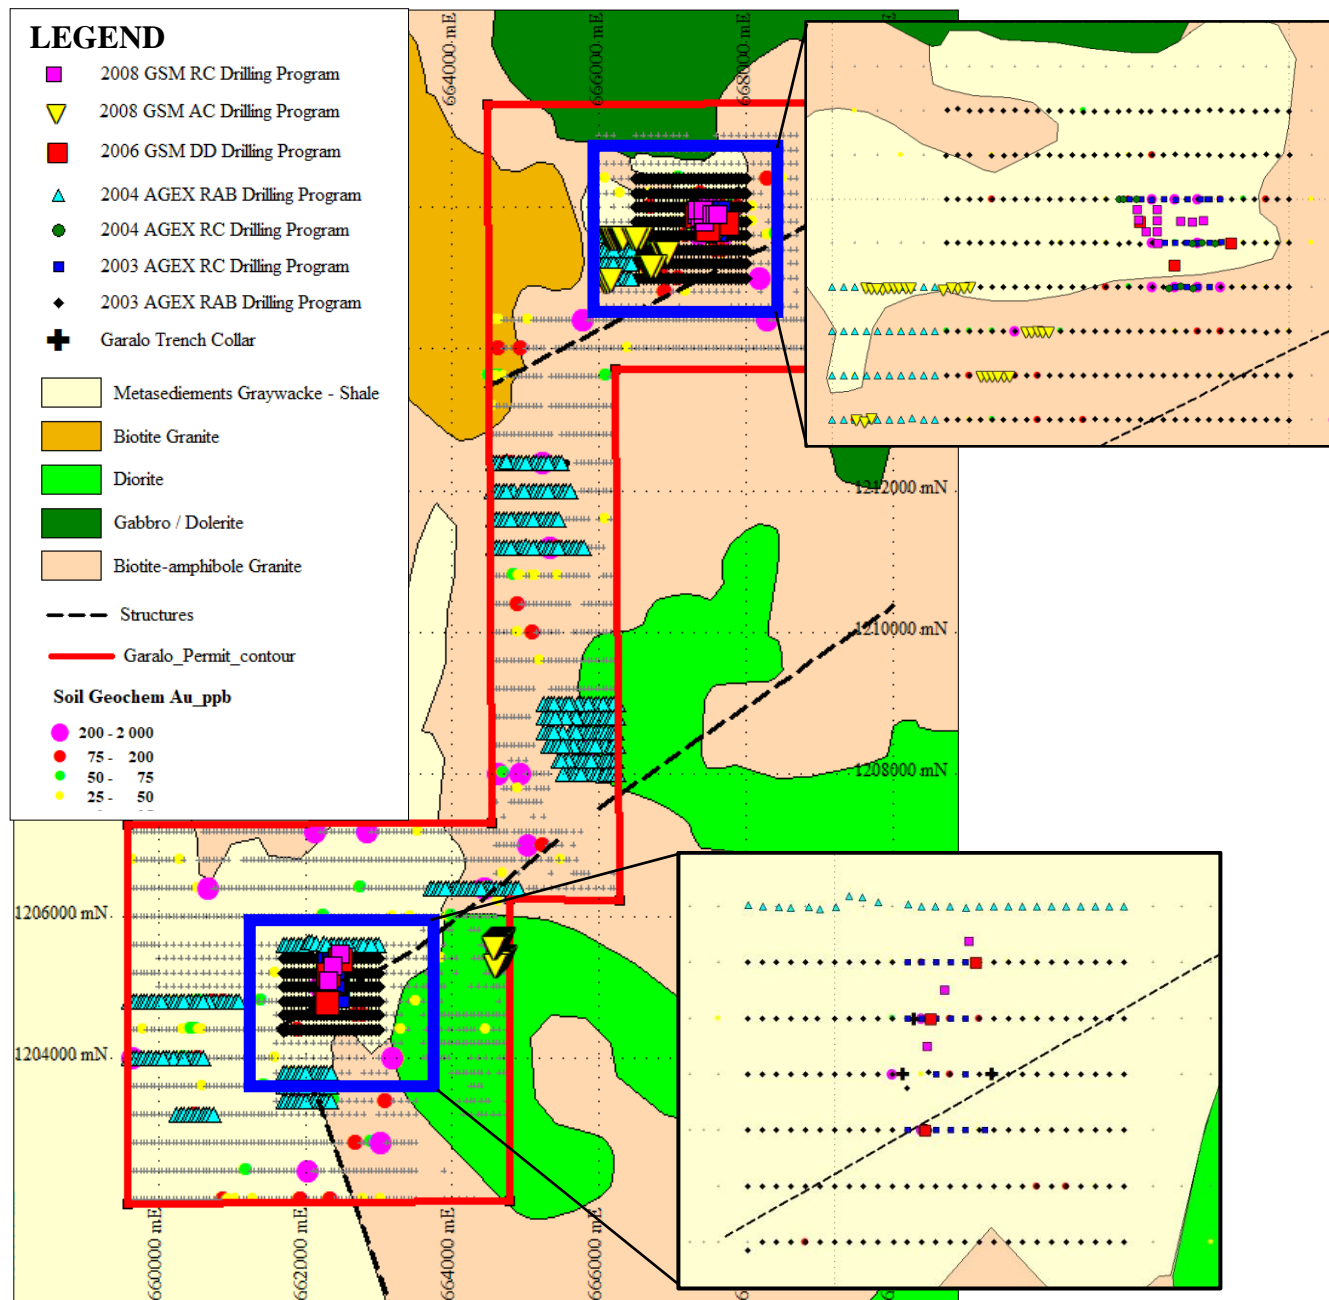 LEGEND
2008 GSM RC Drilling Program
2008 GSM AC Drilling Program
2006 GSM DD Drilling Program
2004 AGEX RAB Drilling Program
2004 AGEX RC Drilling Program
2003 AGEX RC Drilling Program
2003 AGEX RAB Drilling Program
Garalo Trench Collar
Metasediements Graywacke - Shale
Biotite Granite
Diorite
Gabbro / Dolerite
Biotite-amphibole Granite
Structures
Garalo_Permit_contour
Soil Geochem Au_ppb
200 - 2 000
75 - 200
50 - 75
25 - 50
664000 mE
666000 mE
668000 mE
1212000 mN
1210000 mN
1208000 mN
1206000 mN
1204000 mN
660000 mE
662000 mE
664000 mE
666000 mE